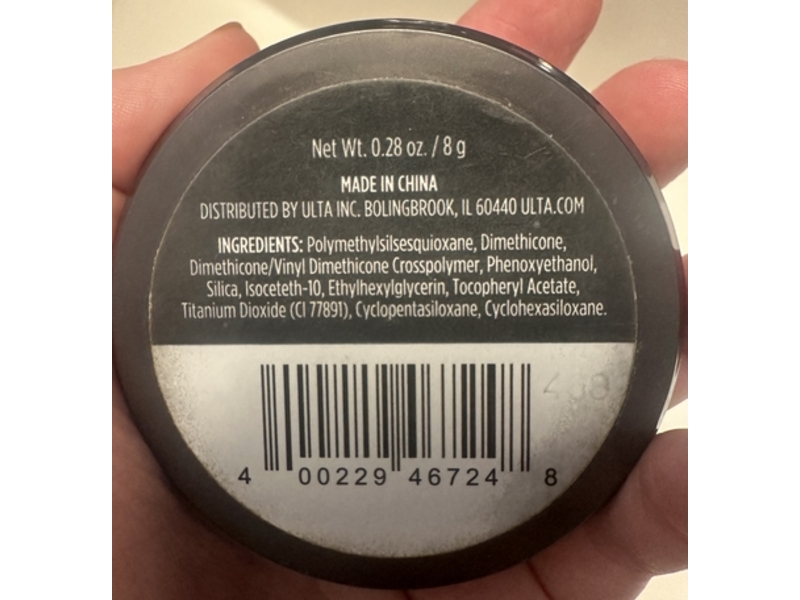 Net Wt. 0.28 oz. / 8 g
MADE IN CHINA
DISTRIBUTED BY ULTA INC. BOLINGBROOK, IL 60440 ULTA.COM
INGREDIENTS: Polymethylsilsesquioxane, Dimethicone,
Dimethicone/Vinyl Dimethicone Crosspolymer, Phenoxyethanol,
Silica, Isoceteth-10, Ethylhexylglycerin, Tocopheryl Acetate,
Titanium Dioxide (CI 77891), Cyclopentasiloxane, Cyclohexasiloxane.
4 00229 46724 8